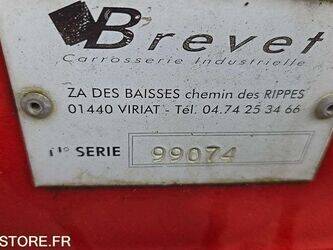 Brevet
Carrosserie Industrielle
ZA DES BAISSES chemin des RIPPES
01440 VIRIAT - Tél. 04.74 25 34 66
n° SERIE 99074
STORE.FR